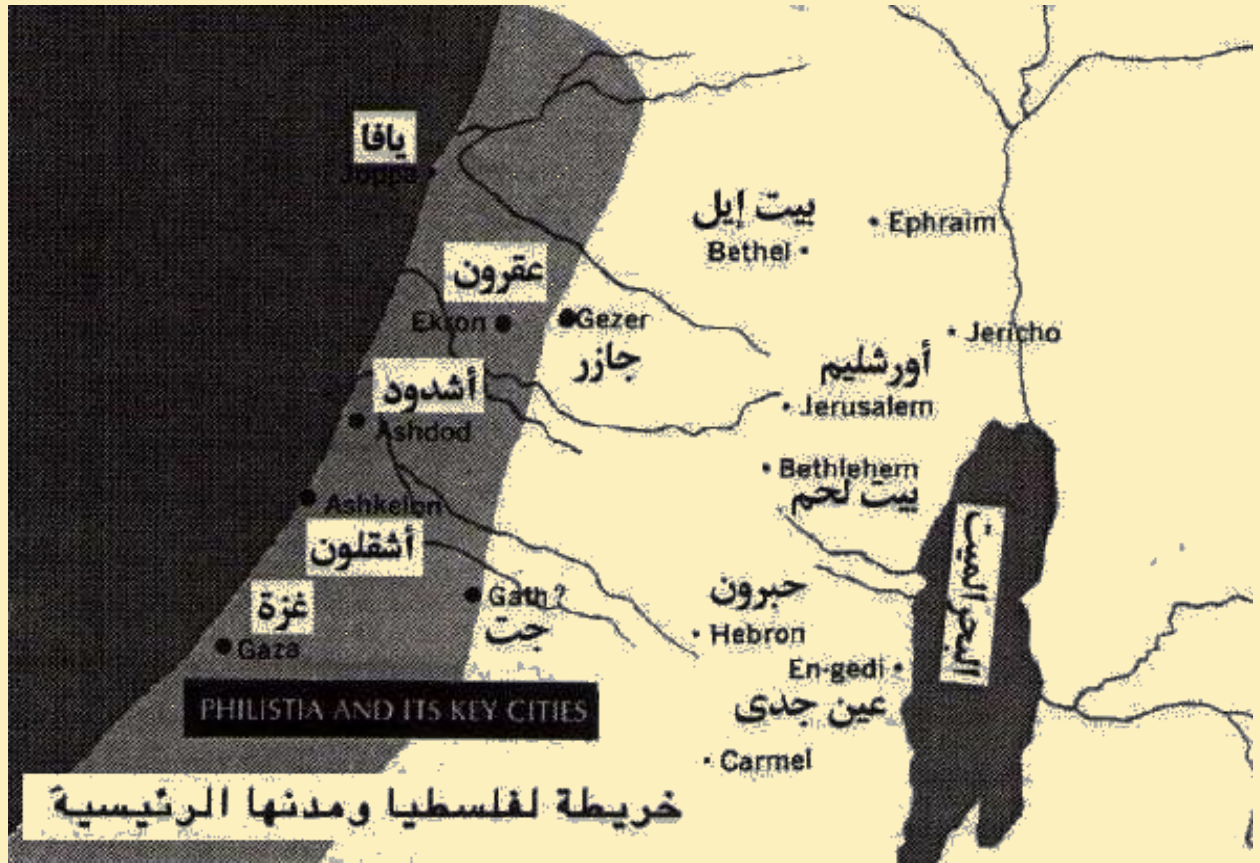 يافا
Joppa
بيت إيل
Bethel
Ephraim
عقرون
Ekron
Gezer
جازر
Jericho
أورشليم
Jerusalem
أشدود
Ashdod
Bethlehem
بيت لحم
Ashkelon
أشقلون
البحر الميت
غزة
Gaza
Gath?
جت
حبرون
Hebron
En-gedi
عين جدى
PHILISTIA AND ITS KEY CITIES
Carmel
خريطة لفلسطيا ومدنها الرئيسية